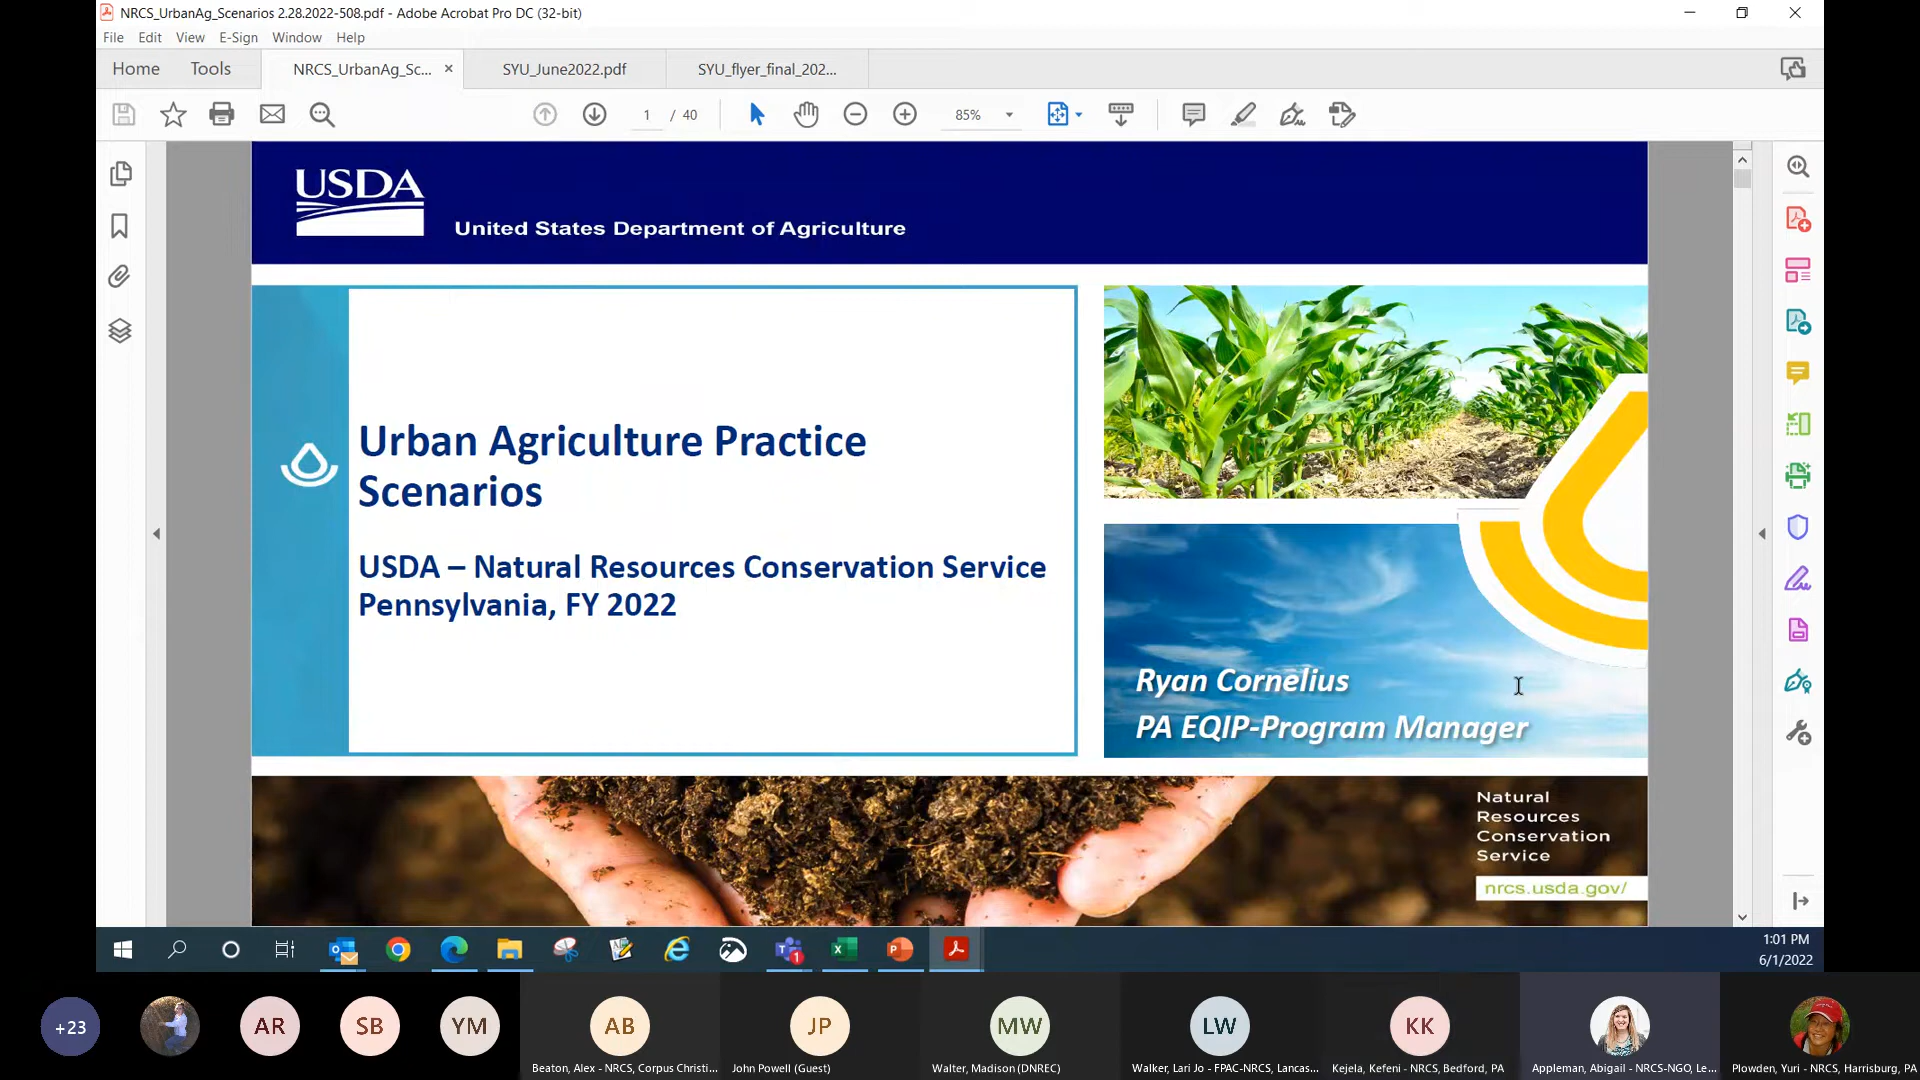 NRCS_UrbanAg_Scenarios 2.28.2022-508.pdf - Adobe Acrobat Pro DC (32-bit)
File Edit View E-Sign Window Help
Home Tools NRCS_UrbanAg_Sc... × SYU_June2022.pdf SYU_flyer_final_202...
1 / 40 85%
USDA
United States Department of Agriculture
Urban Agriculture Practice
Scenarios
USDA – Natural Resources Conservation Service
Pennsylvania, FY 2022
Ryan Cornelius
PA EQIP-Program Manager
Natural
Resources
Conservation
Service
nrcs.usda.gov/
1
1:01 PM
6/1/2022
+23 AR SB YM AB JP MW LW KK
Beaton, Alex - NRCS, Corpus Christi... John Powell (Guest) Walter, Madison (DNREC) Walker, Lari Jo - FPAC-NRCS, Lancas... Kejela, Kefeni - NRCS, Bedford, PA Appleman, Abigail - NRCS-NGO, Le... Plowden, Yuri - NRCS, Harrisburg, PA